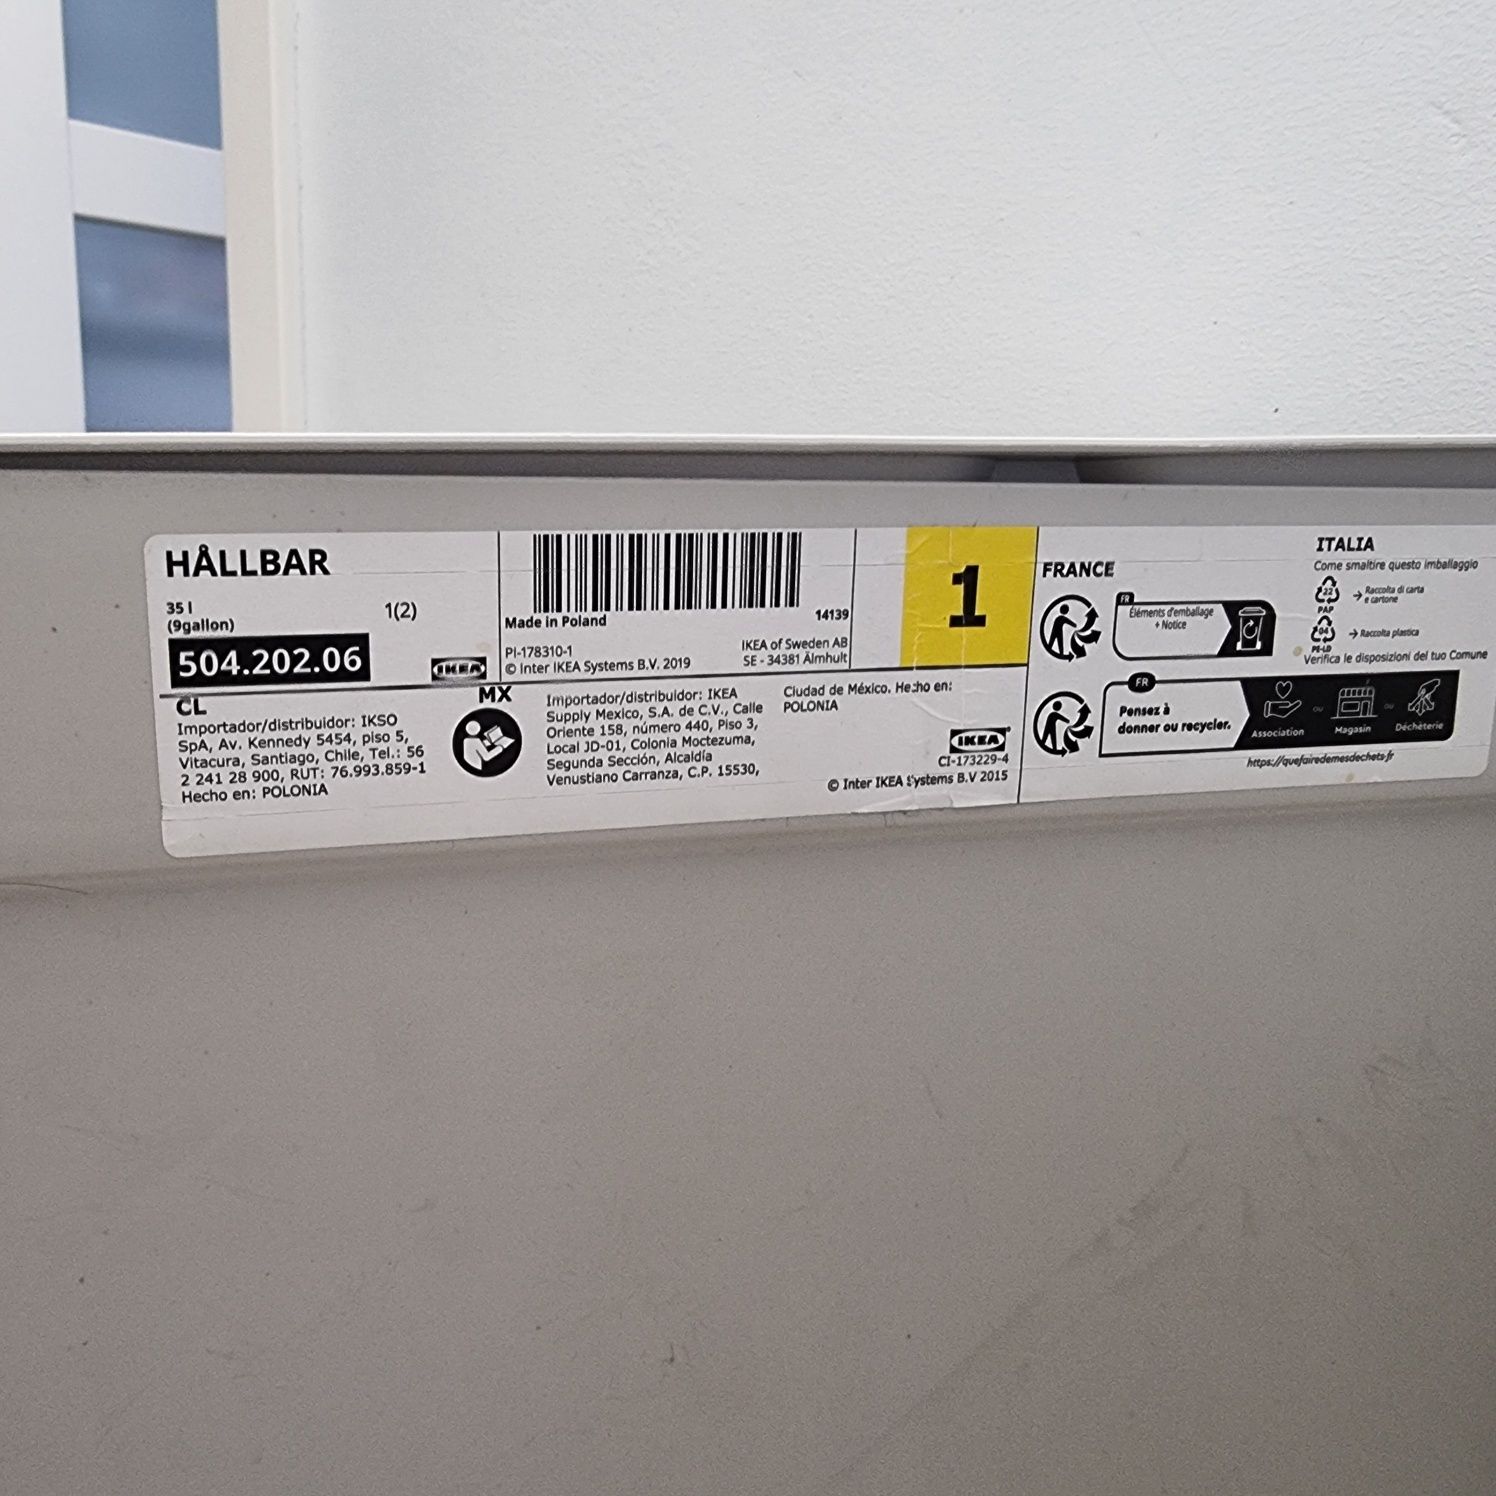 HÅLLBAR
35 l
(9gallon)
1(2)
504.202.06
IKEA
Made in Poland
14139
PI-178310-1
© Inter IKEA Systems B.V. 2019
IKEA of Sweden AB
SE - 34381 Älmhult
1
CL
Importador/distribuidor: IKSO
SpA, Av. Kennedy 5454, piso 5,
Vitacura, Santiago, Chile, Tel.: 56
2 241 28 900, RUT: 76.993.859-1
Hecho en: POLONIA
MX
Importador/distribuidor: IKEA
Supply Mexico, S.A. de C.V., Calle
Oriente 158, número 440, Piso 3,
Local JD-01, Colonia Moctezuma,
Segunda Sección, Alcaldía
Venustiano Carranza, C.P. 15530,
Ciudad de México. Hecho en:
POLONIA
IKEA
CI-173229-4
© Inter IKEA Systems B.V 2015
FRANCE
FR
Éléments d'emballage
+ Notice
FR
Pensez à
donner ou recycler.
Association
ou
Magasin
ou
Déchèterie
https://quefairedemesdechets.fr
ITALIA
Come smaltire questo imballaggio
22
PAP
Raccolta di carta
e cartone
04
PE-LD
Raccolta plastica
Verifica le disposizioni del tuo Comune